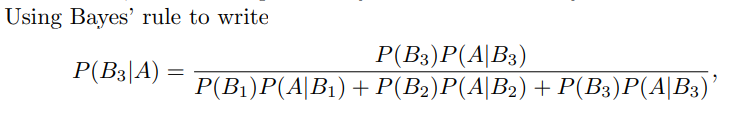 Using Bayes' rule to write
P(B₃|A) = P(B₃)P(A|B₃) / P(B₁)P(A|B₁) + P(B₂)P(A|B₂) + P(B₃)P(A|B₃),